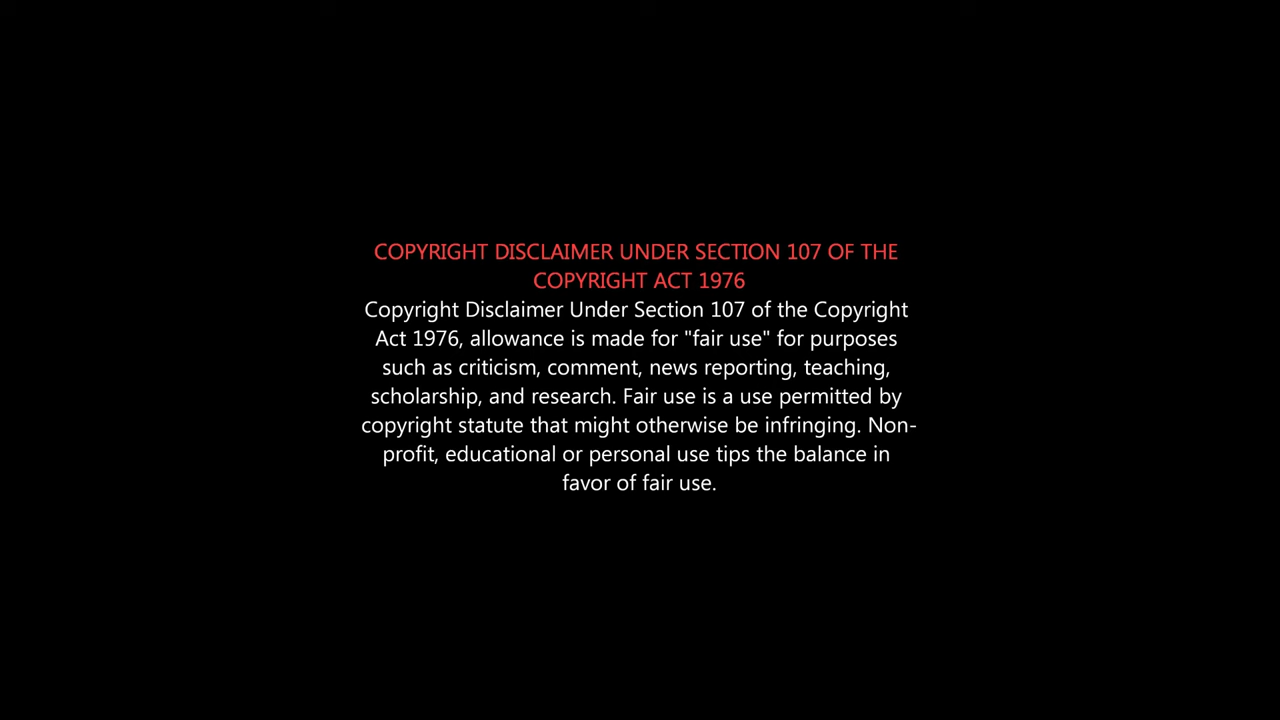 COPYRIGHT DISCLAIMER UNDER SECTION 107 OF THE
COPYRIGHT ACT 1976
Copyright Disclaimer Under Section 107 of the Copyright
Act 1976, allowance is made for "fair use" for purposes
such as criticism, comment, news reporting, teaching,
scholarship, and research. Fair use is a use permitted by
copyright statute that might otherwise be infringing. Non-
profit, educational or personal use tips the balance in
favor of fair use.